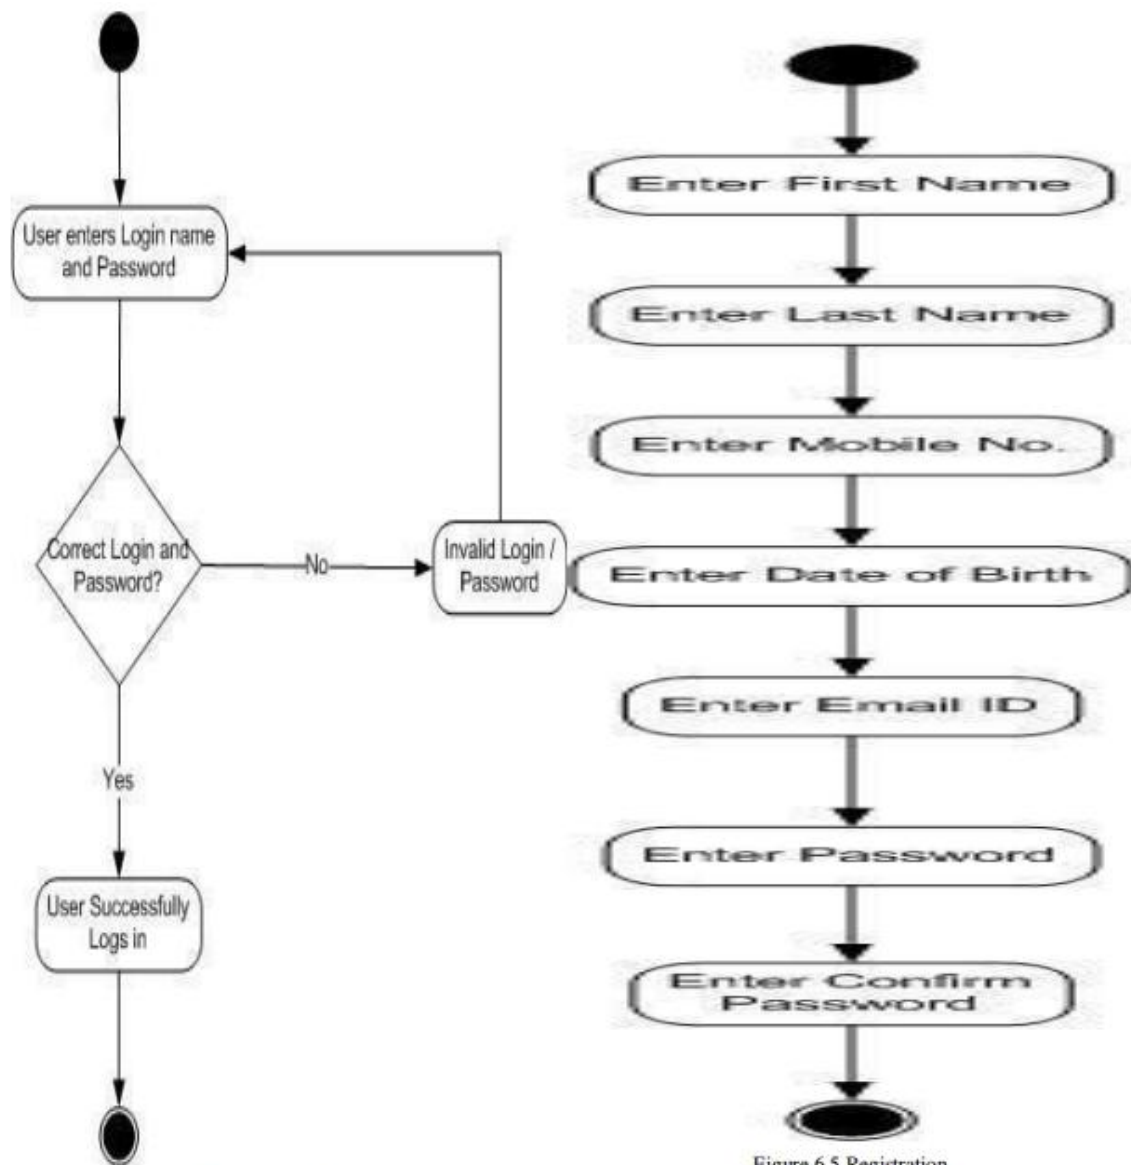 User enters Login name
and Password
Correct Login and
Password?
No
Invalid Login /
Password
Yes
User Successfully
Logs in
Enter First Name
Enter Last Name
Enter Mobile No.
Enter Date of Birth
Enter Email ID
Enter Password
Enter Confirm
Password
Figure 6.5 Registration